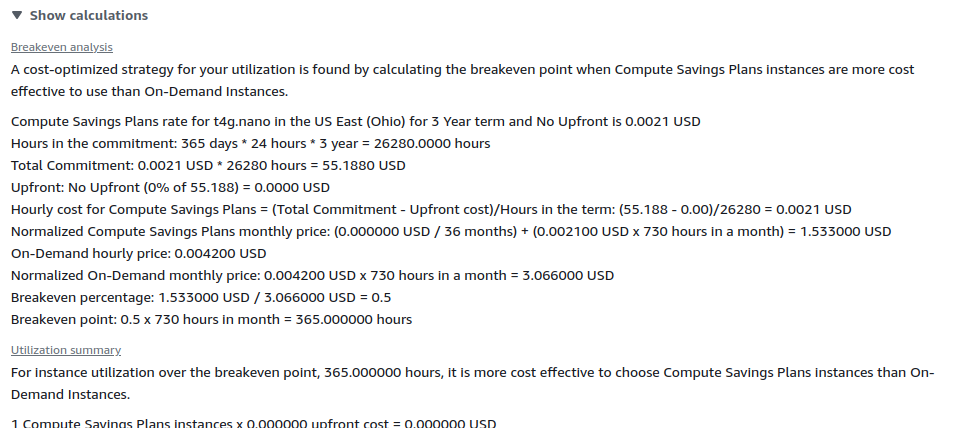 ▼ Show calculations
Breakeven analysis
A cost-optimized strategy for your utilization is found by calculating the breakeven point when Compute Savings Plans instances are more cost
effective to use than On-Demand Instances.
Compute Savings Plans rate for t4g.nano in the US East (Ohio) for 3 Year term and No Upfront is 0.0021 USD
Hours in the commitment: 365 days * 24 hours * 3 year = 26280.0000 hours
Total Commitment: 0.0021 USD * 26280 hours = 55.1880 USD
Upfront: No Upfront (0% of 55.188) = 0.0000 USD
Hourly cost for Compute Savings Plans = (Total Commitment - Upfront cost)/Hours in the term: (55.188 - 0.00)/26280 = 0.0021 USD
Normalized Compute Savings Plans monthly price: (0.000000 USD / 36 months) + (0.002100 USD x 730 hours in a month) = 1.533000 USD
On-Demand hourly price: 0.004200 USD
Normalized On-Demand monthly price: 0.004200 USD x 730 hours in a month = 3.066000 USD
Breakeven percentage: 1.533000 USD / 3.066000 USD = 0.5
Breakeven point: 0.5 x 730 hours in month = 365.000000 hours
Utilization summary
For instance utilization over the breakeven point, 365.000000 hours, it is more cost effective to choose Compute Savings Plans instances than On-
Demand Instances.
1 Compute Savings Plans instances x 0.000000 upfront cost = 0.000000 USD